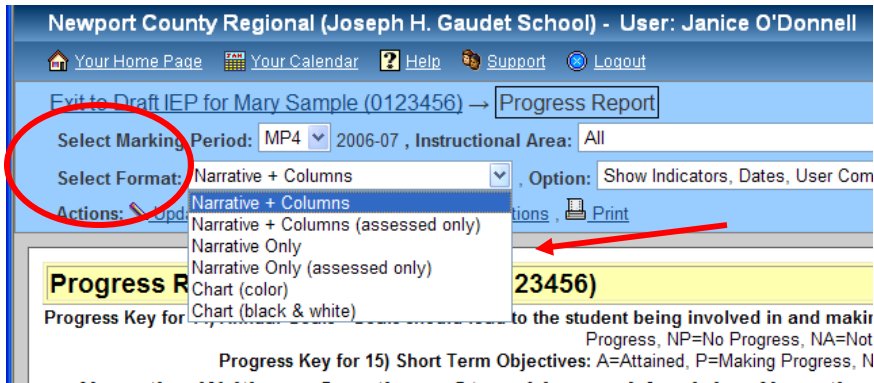 Newport County Regional (Joseph H. Gaudet School) - User: Janice O'Donnell
Your Home Page Your Calendar Help Support Logout
Exit to Draft IEP for Mary Sample (0123456) → Progress Report
Select Marking Period: MP4 2006-07 , Instructional Area: All
Select Format: Narrative + Columns , Option: Show Indicators, Dates, User Com
Actions: Upda tions , Print
Narrative + Columns
Narrative + Columns (assessed only)
Narrative Only
Narrative Only (assessed only)
Chart (color)
Chart (black & white)
Progress R 23456)
Progress Key for to the student being involved in and makin
Progress, NP=No Progress, NA=Not
Progress Key for 15) Short Term Objectives: A=Attained, P=Making Progress, N